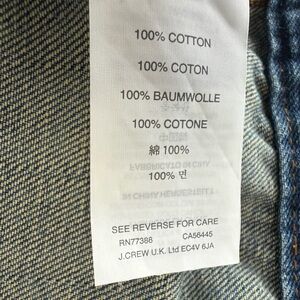 100% COTTON
100% COTON
100% BAUMWOLLE
100% COTONE
綿 100%
100% 면
SEE REVERSE FOR CARE
RN77388 CA56445
J.CREW U.K. Ltd EC4V 6JA